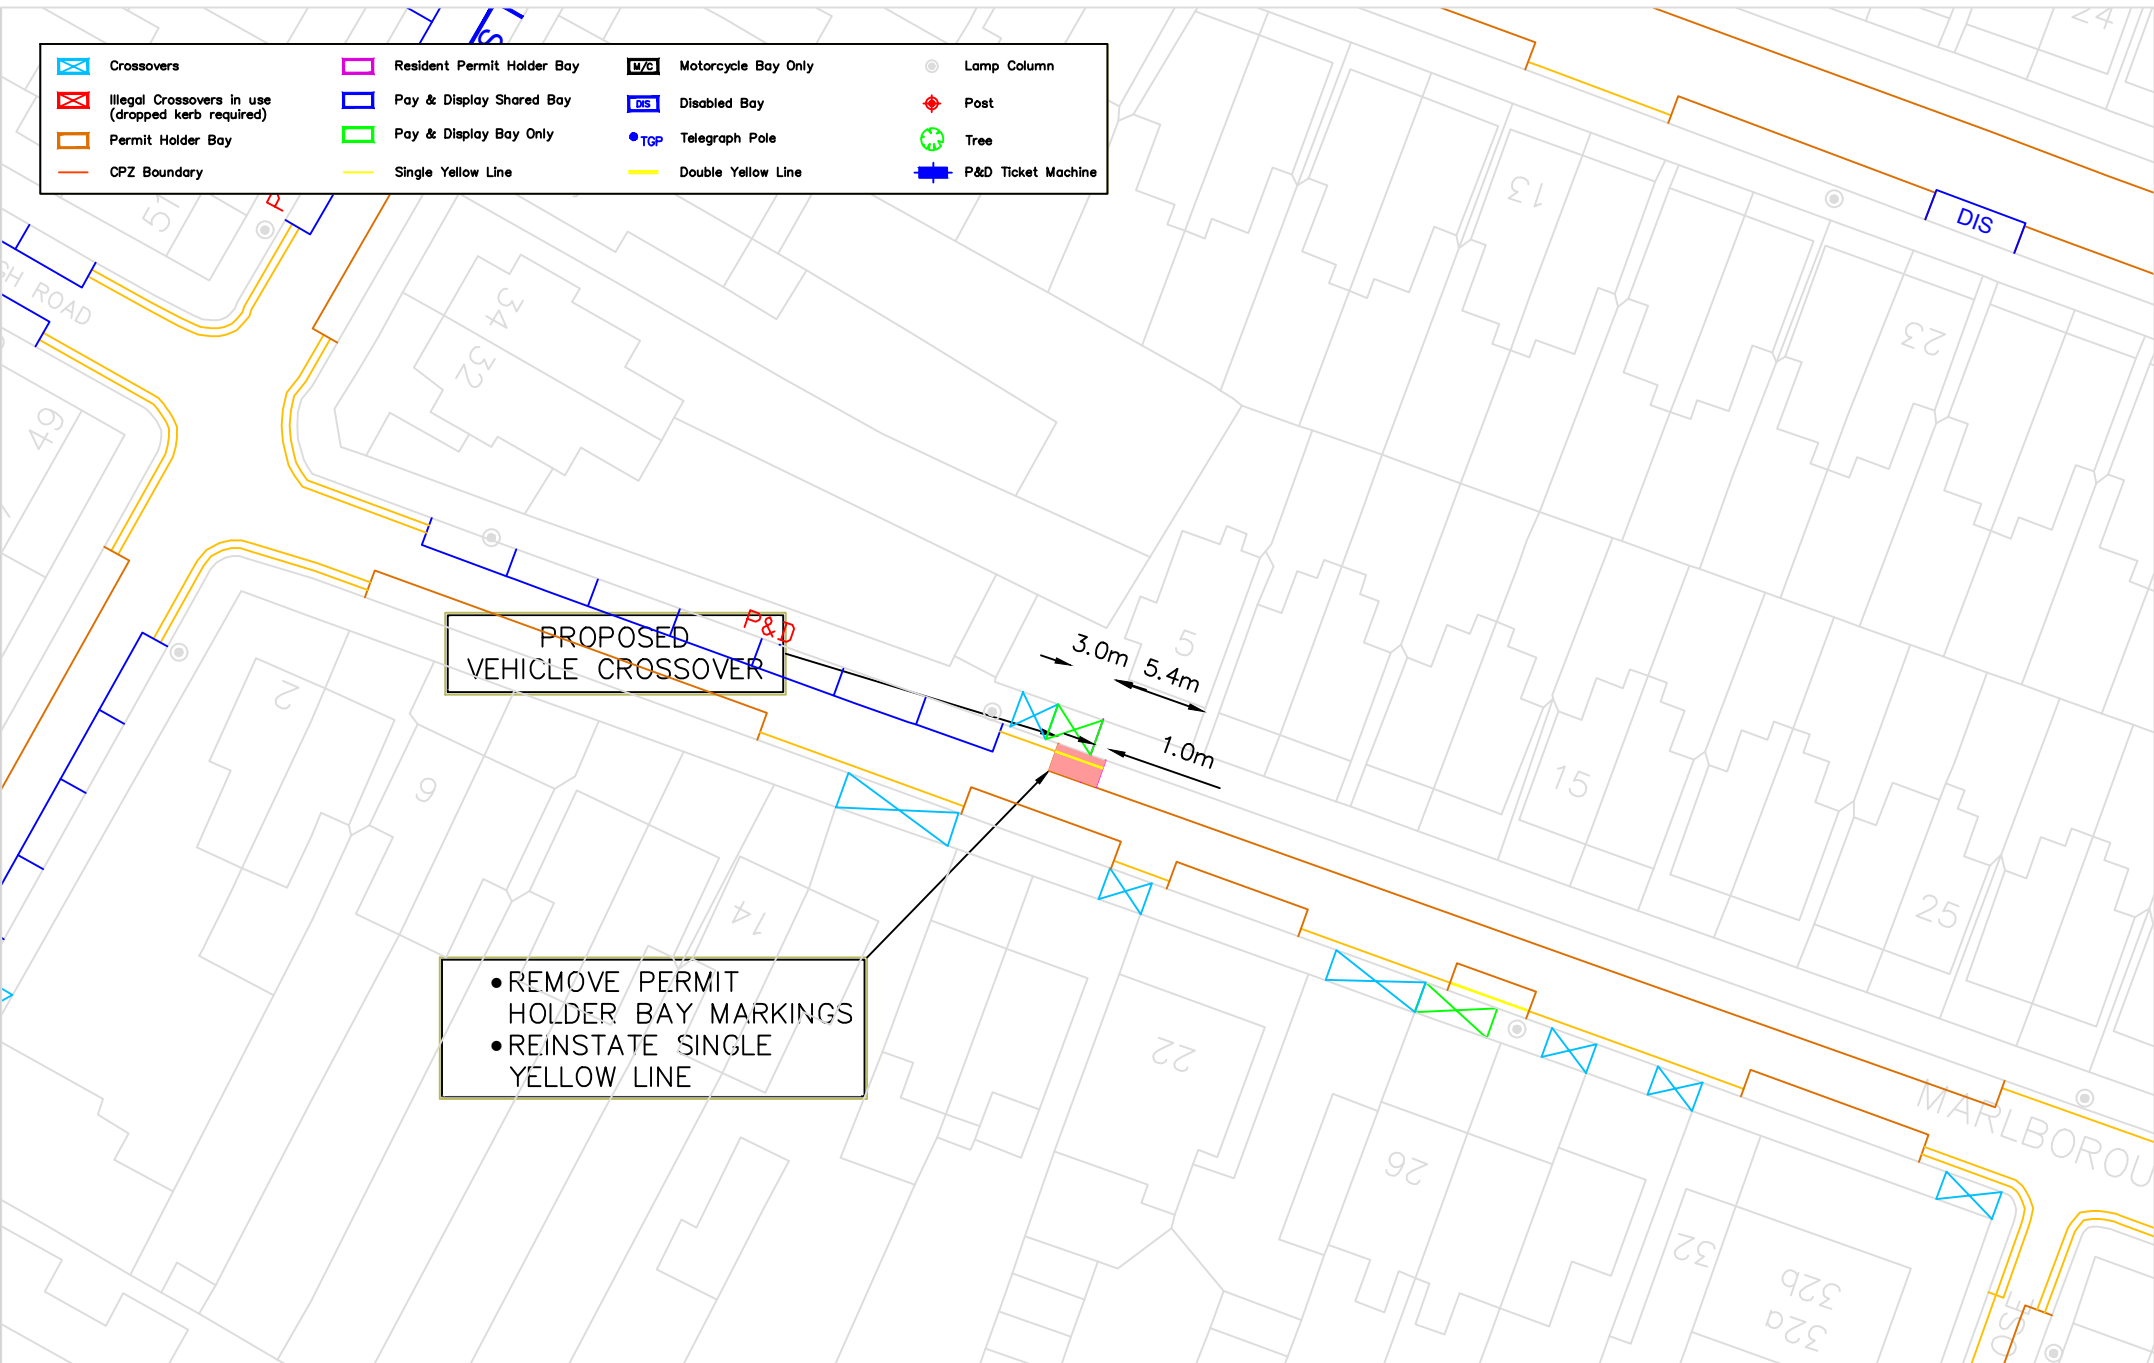 24
S
Crossovers
Resident Permit Holder Bay
M/C
Motorcycle Bay Only
Lamp Column
Illegal Crossovers in use
(dropped kerb required)
Pay & Display Shared Bay
DIS
Disabled Bay
Post
Permit Holder Bay
Pay & Display Bay Only
TGP
Telegraph Pole
Tree
CPZ Boundary
Single Yellow Line
Double Yellow Line
P&D Ticket Machine
P
13
DIS
GH ROAD
34
32
23
49
PROPOSED
VEHICLE CROSSOVER
P&D
3.0m
5.4m
5
1.0m
2
6
15
14
25
REMOVE PERMIT
HOLDER BAY MARKINGS
REINSTATE SINGLE
YELLOW LINE
22
MARLBOROU
26
32
32b
32a